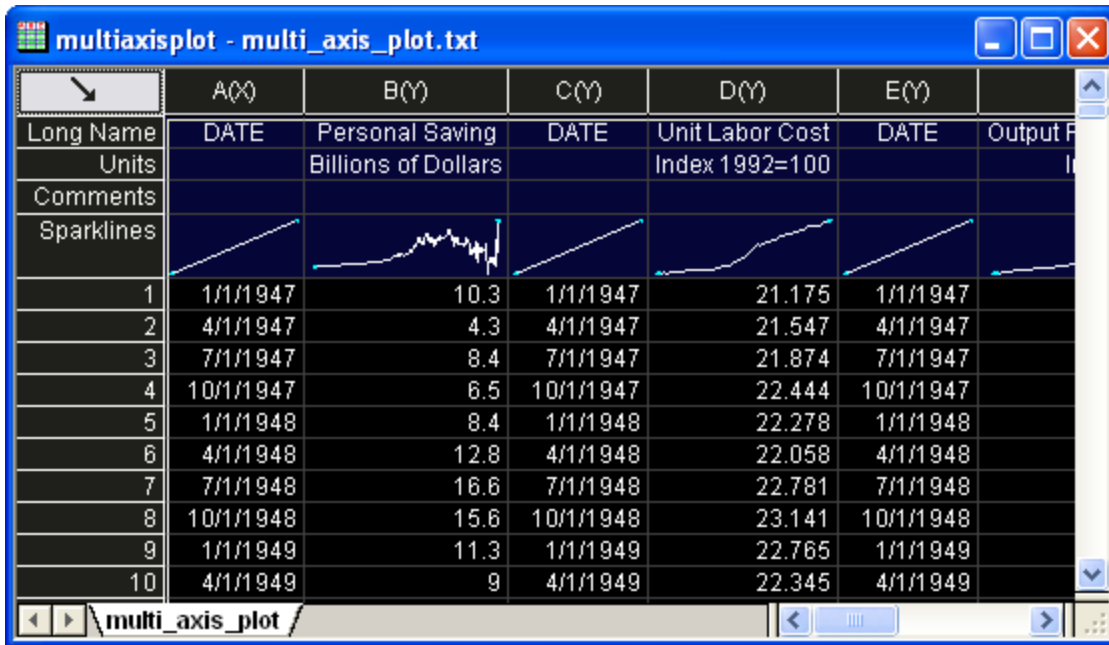 multiaxisplot - multi_axis_plot.txt
A(X) B(Y) C(Y) D(Y) E(Y)
Long Name DATE Personal Saving DATE Unit Labor Cost DATE Output
Units Billions of Dollars Index 1992=100
Comments
Sparklines
1 1/1/1947 10.3 1/1/1947 21.175 1/1/1947
2 4/1/1947 4.3 4/1/1947 21.547 4/1/1947
3 7/1/1947 8.4 7/1/1947 21.874 7/1/1947
4 10/1/1947 6.5 10/1/1947 22.444 10/1/1947
5 1/1/1948 8.4 1/1/1948 22.278 1/1/1948
6 4/1/1948 12.8 4/1/1948 22.058 4/1/1948
7 7/1/1948 16.6 7/1/1948 22.781 7/1/1948
8 10/1/1948 15.6 10/1/1948 23.141 10/1/1948
9 1/1/1949 11.3 1/1/1949 22.765 1/1/1949
10 4/1/1949 9 4/1/1949 22.345 4/1/1949
multi_axis_plot